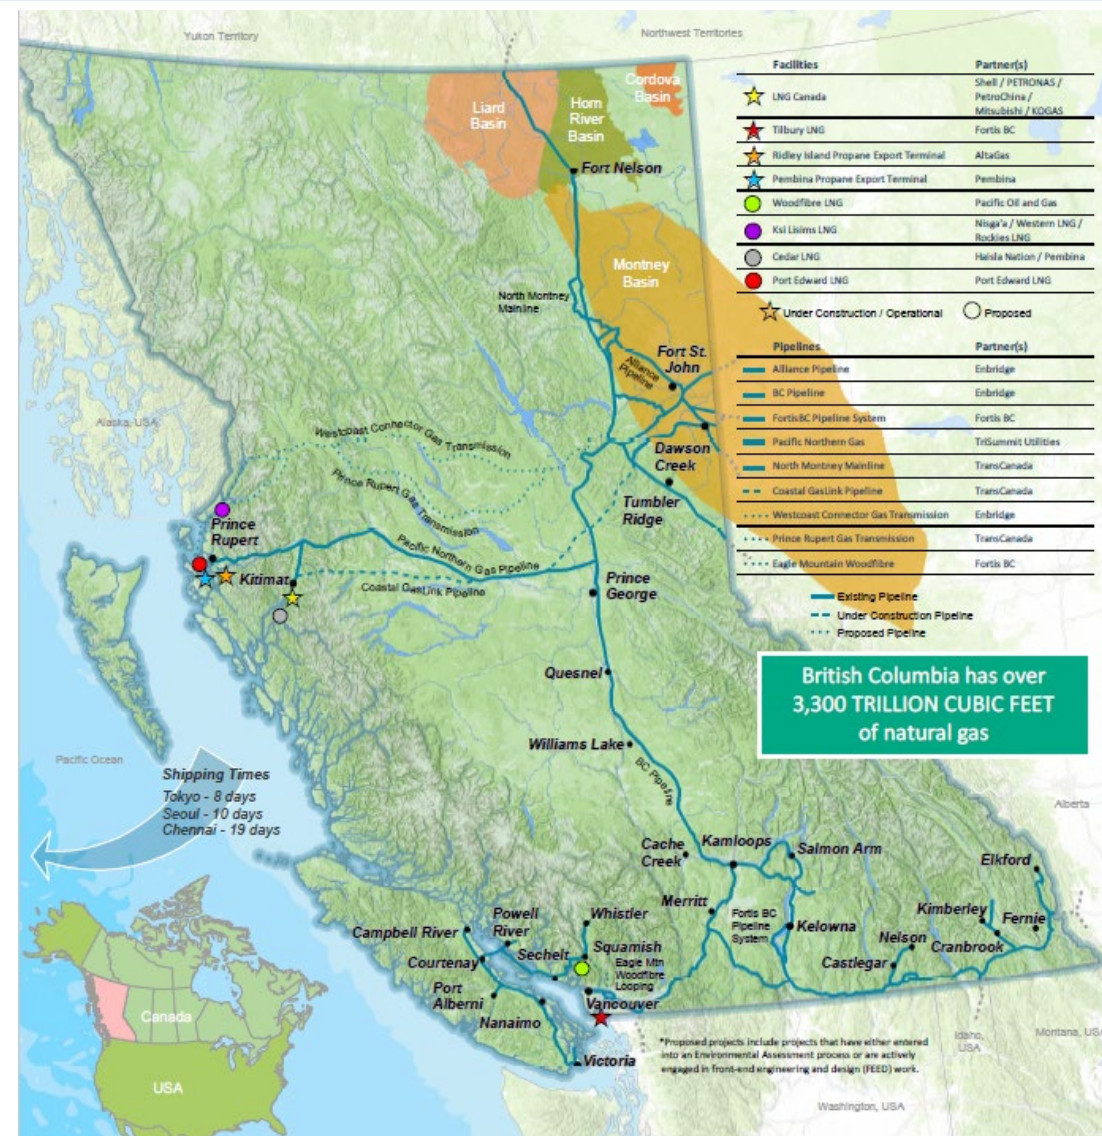 Yukon Territory
Northwest Territories
Liard
Basin
Horn
River
Basin
Cordova
Basin
Fort Nelson
Montney
Basin
North Montney
Mainline
Fort St.
John
Alliance
Pipeline
Alaska, USA
Westcoast Connector Gas Transmission
Dawson
Creek
Prince Rupert Gas Transmission
Tumbler
Ridge
Prince
Rupert
Pacific Northern Gas Pipeline
Kitimat
Coastal GasLink Pipeline
Prince
George
Quesnel
Williams Lake
BC Pipeline
Pacific Ocean
Shipping Times
Tokyo - 8 days
Seoul - 10 days
Chennai - 19 days
Alberta
Cache
Creek
Kamloops
Salmon Arm
Elkford
Merritt
Fortis BC
Pipeline
System
Kelowna
Kimberley
Fernie
Nelson
Cranbrook
Castlegar
Powell
River
Whistler
Campbell River
Sechelt
Squamish
Courtenay
Eagle Mtn
Woodfibre
Looping
Port
Alberni
Vancouver
Nanaimo
Victoria
Canada
USA
Idaho,
USA
Montana, USA
Washington, USA
Facilities Partner(s)
LNG Canada Shell / PETRONAS /
PetroChina /
Mitsubishi / KOGAS
Tilbury LNG Fortis BC
Ridley Island Propane Export Terminal AltaGas
Pembina Propane Export Terminal Pembina
Woodfibre LNG Pacific Oil and Gas
Ksi Lisims LNG Nisga'a / Western LNG /
Rockies LNG
Cedar LNG Haisla Nation / Pembina
Port Edward LNG Port Edward LNG
Under Construction / Operational Proposed
Pipelines Partner(s)
Alliance Pipeline Enbridge
BC Pipeline Enbridge
FortisBC Pipeline System Fortis BC
Pacific Northern Gas TriSummit Utilities
North Montney Mainline TransCanada
Coastal GasLink Pipeline TransCanada
Westcoast Connector Gas Transmission Enbridge
Prince Rupert Gas Transmission TransCanada
Eagle Mountain Woodfibre Fortis BC
Existing Pipeline
Under Construction Pipeline
Proposed Pipeline
British Columbia has over
3,300 TRILLION CUBIC FEET
of natural gas
*Proposed projects include projects that have either entered
into an Environmental Assessment process or are actively
engaged in front-end engineering and design (FEED) work.